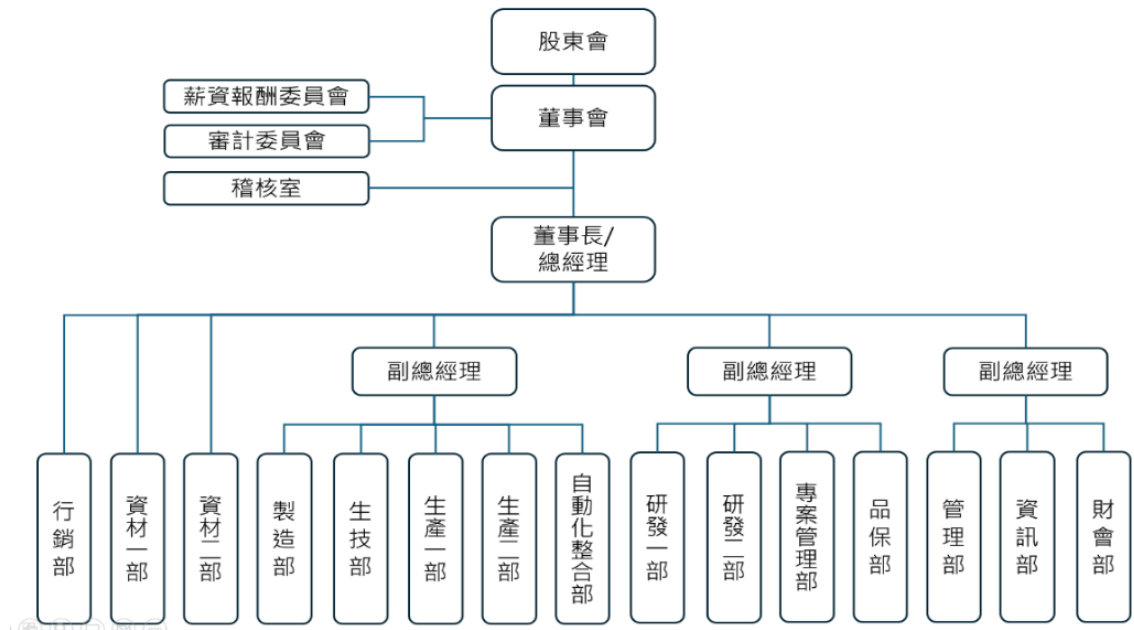 股東會
薪資報酬委員會
董事會
審計委員會
稽核室
董事長/
總經理
副總經理
副總經理
副總經理
行銷部
資材一部
資材二部
製造部
生技部
生產一部
生產二部
自動化整合部
研發一部
研發二部
專案管理部
品保部
管理部
資訊部
財會部